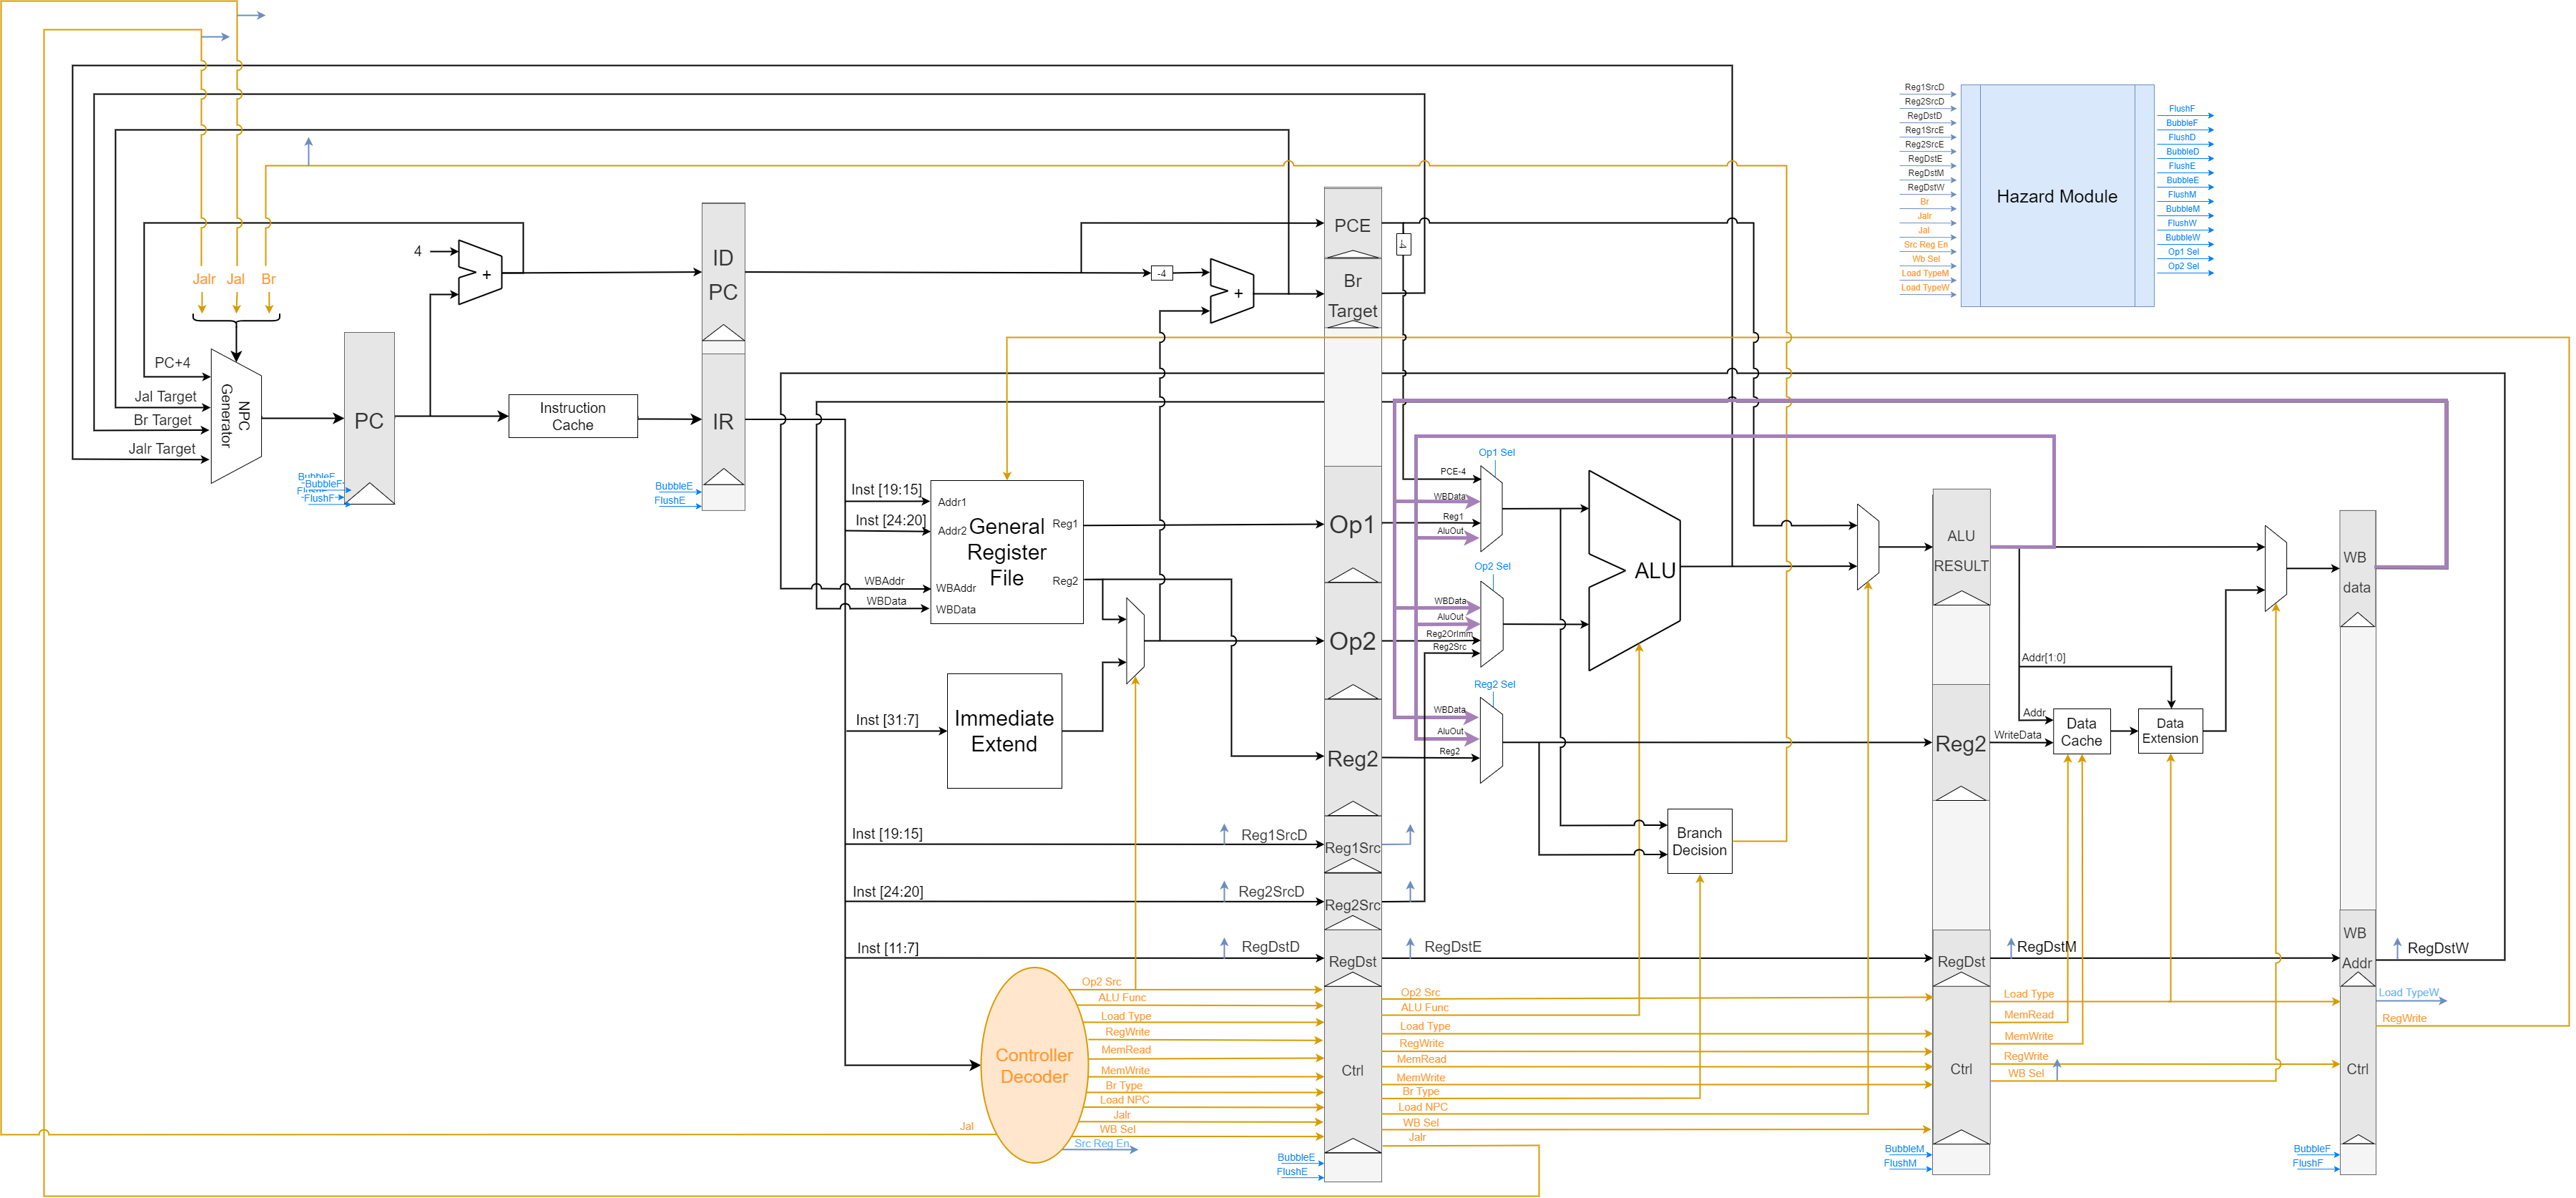 Reg1SrcD
Reg2SrcD
RegDstD
Reg1SrcE
Reg2SrcE
RegDstE
RegDstM
RegDstW
Br
Jalr
Jal
Src Reg En
Wb Sel
Load TypeM
Load TypeW
Hazard Module
FlushF
BubbleF
FlushD
BubbleD
FlushE
BubbleE
FlushM
BubbleM
FlushW
BubbleW
Op1 Sel
Op2 Sel
Jalr
Jal
Br
PC+4
Jal Target
Br Target
Jalr Target
NPC
Generator
PC
BubbleF
FlushF
4
+
Instruction
Cache
ID
PC
IR
BubbleE
FlushE
-4
+
Inst [19:15]
Inst [24:20]
Addr1
Addr2
WBAddr
WBData
WBAddr
WBData
General
Register
File
Reg1
Reg2
Inst [31:7]
Immediate
Extend
Inst [19:15]
Reg1SrcD
Inst [24:20]
Reg2SrcD
Inst [11:7]
RegDstD
Controller
Decoder
Jal
Op2 Src
ALU Func
Load Type
RegWrite
MemRead
MemWrite
Br Type
Load NPC
Jalr
WB Sel
Src Reg En
PCE
Br
Target
Op1
Op2
Reg2
Reg1Src
Reg2Src
RegDst
Ctrl
BubbleE
FlushE
-4
Op1 Sel
PCE-4
WBData
Reg1
AluOut
Op2 Sel
WBData
AluOut
Reg2OrImm
Reg2Src
Reg2 Sel
WBData
AluOut
Reg2
ALU
Branch
Decision
RegDstE
Op2 Src
ALU Func
Load Type
RegWrite
MemRead
MemWrite
Br Type
Load NPC
WB Sel
Jalr
ALU
RESULT
Reg2
RegDst
Ctrl
BubbleM
FlushM
Addr[1:0]
Addr
WriteData
Data
Cache
Data
Extension
RegDstM
Load Type
MemRead
MemWrite
RegWrite
WB Sel
WB
data
WB
Addr
Ctrl
BubbleF
FlushF
RegDstW
Load TypeW
RegWrite